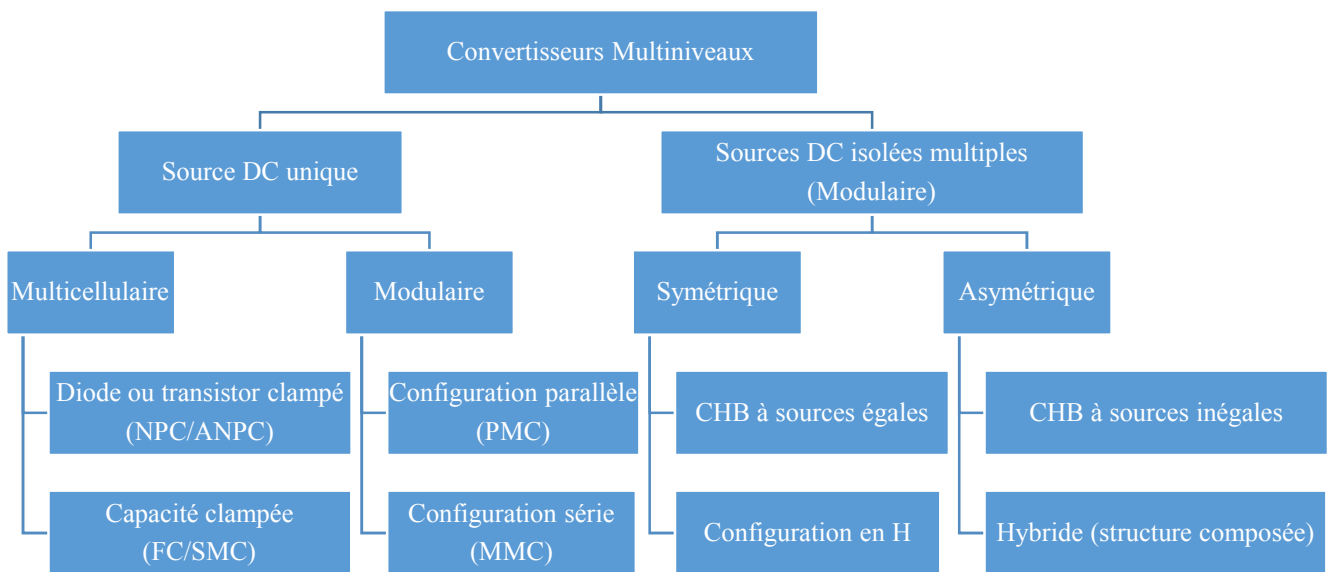 Convertisseurs Multiniveaux
Source DC unique
Sources DC isolées multiples
(Modulaire)
Multicellulaire
Modulaire
Symétrique
Asymétrique
Diode ou transistor clampé
(NPC/ANPC)
Configuration parallèle
(PMC)
CHB à sources égales
CHB à sources inégales
Capacité clampée
(FC/SMC)
Configuration série
(MMC)
Configuration en H
Hybride (structure composée)